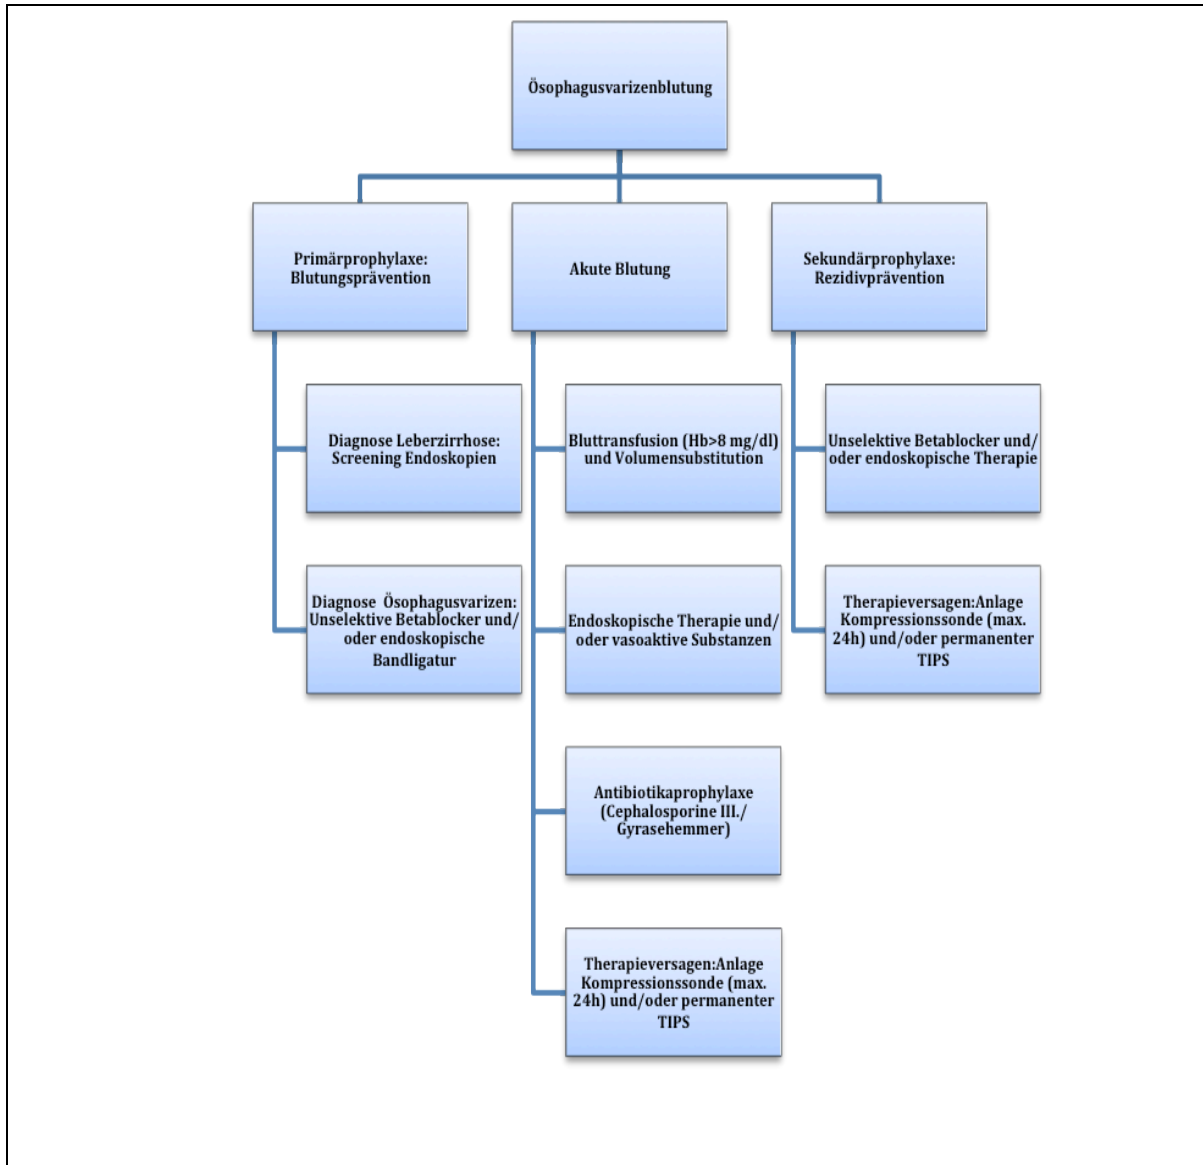 Ösophagusvarizenblutung
Primärprophylaxe:
Blutungsprävention
Akute Blutung
Sekundärprophylaxe:
Rezidivprävention
Diagnose Leberzirrhose:
Screening Endoskopien
Diagnose Ösophagusvarizen:
Unselektive Betablocker und/
oder endoskopische
Bandligatur
Bluttransfusion (Hb>8 mg/dl)
und Volumensubstitution
Endoskopische Therapie und/
oder vasoaktive Substanzen
Antibiotikaprophylaxe
(Cephalosporine III./
Gyrasehemmer)
Therapieversagen:Anlage
Kompressionssonde (max.
24h) und/oder permanenter
TIPS
Unselektive Betablocker und/
oder endoskopische Therapie
Therapieversagen:Anlage
Kompressionssonde (max.
24h) und/oder permanenter
TIPS